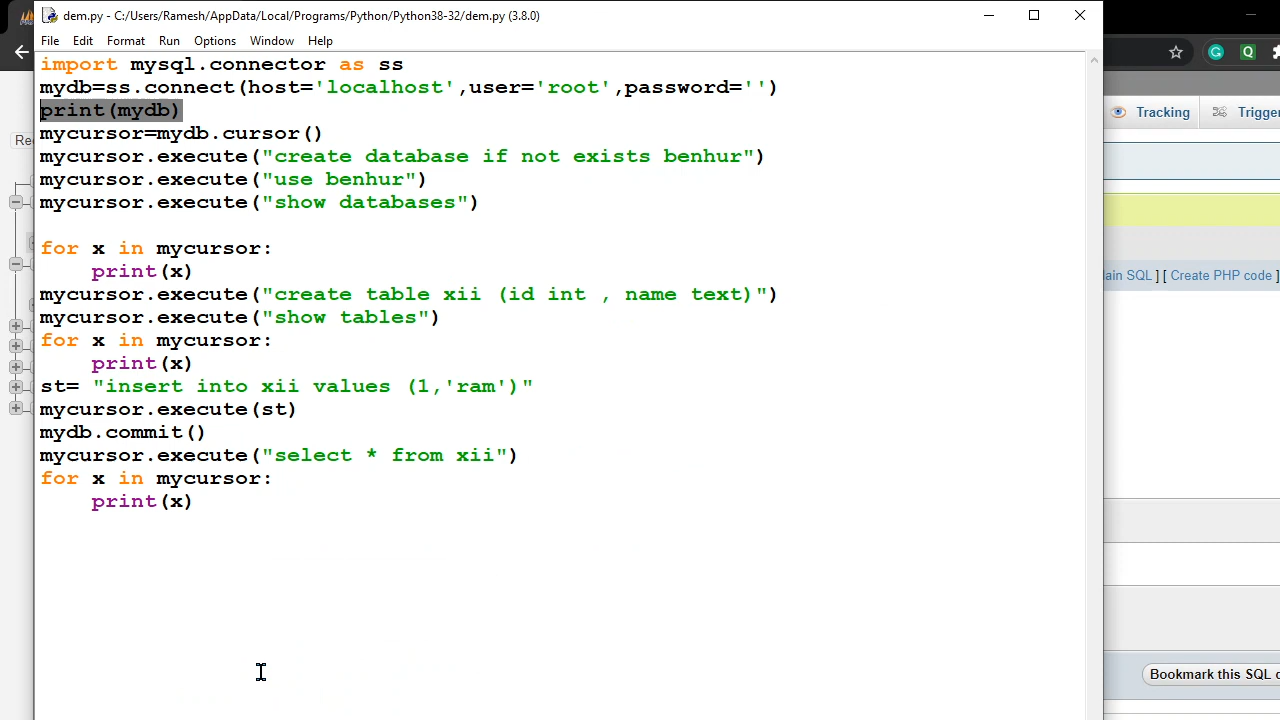 dem.py - C:/Users/Ramesh/AppData/Local/Programs/Python/Python38-32/dem.py (3.8.0)
File Edit Format Run Options Window Help
import mysql.connector as ss
mydb=ss.connect(host='localhost',user='root',password='')
print(mydb)
mycursor=mydb.cursor()
mycursor.execute("create database if not exists benhur")
mycursor.execute("use benhur")
mycursor.execute("show databases")
for x in mycursor:
    print(x)
mycursor.execute("create table xii (id int , name text)")
mycursor.execute("show tables")
for x in mycursor:
    print(x)
st= "insert into xii values (1,'ram')"
mycursor.execute(st)
mydb.commit()
mycursor.execute("select * from xii")
for x in mycursor:
    print(x)
Tracking
SQL ] [ Create PHP code ]
Bookmark this SQL